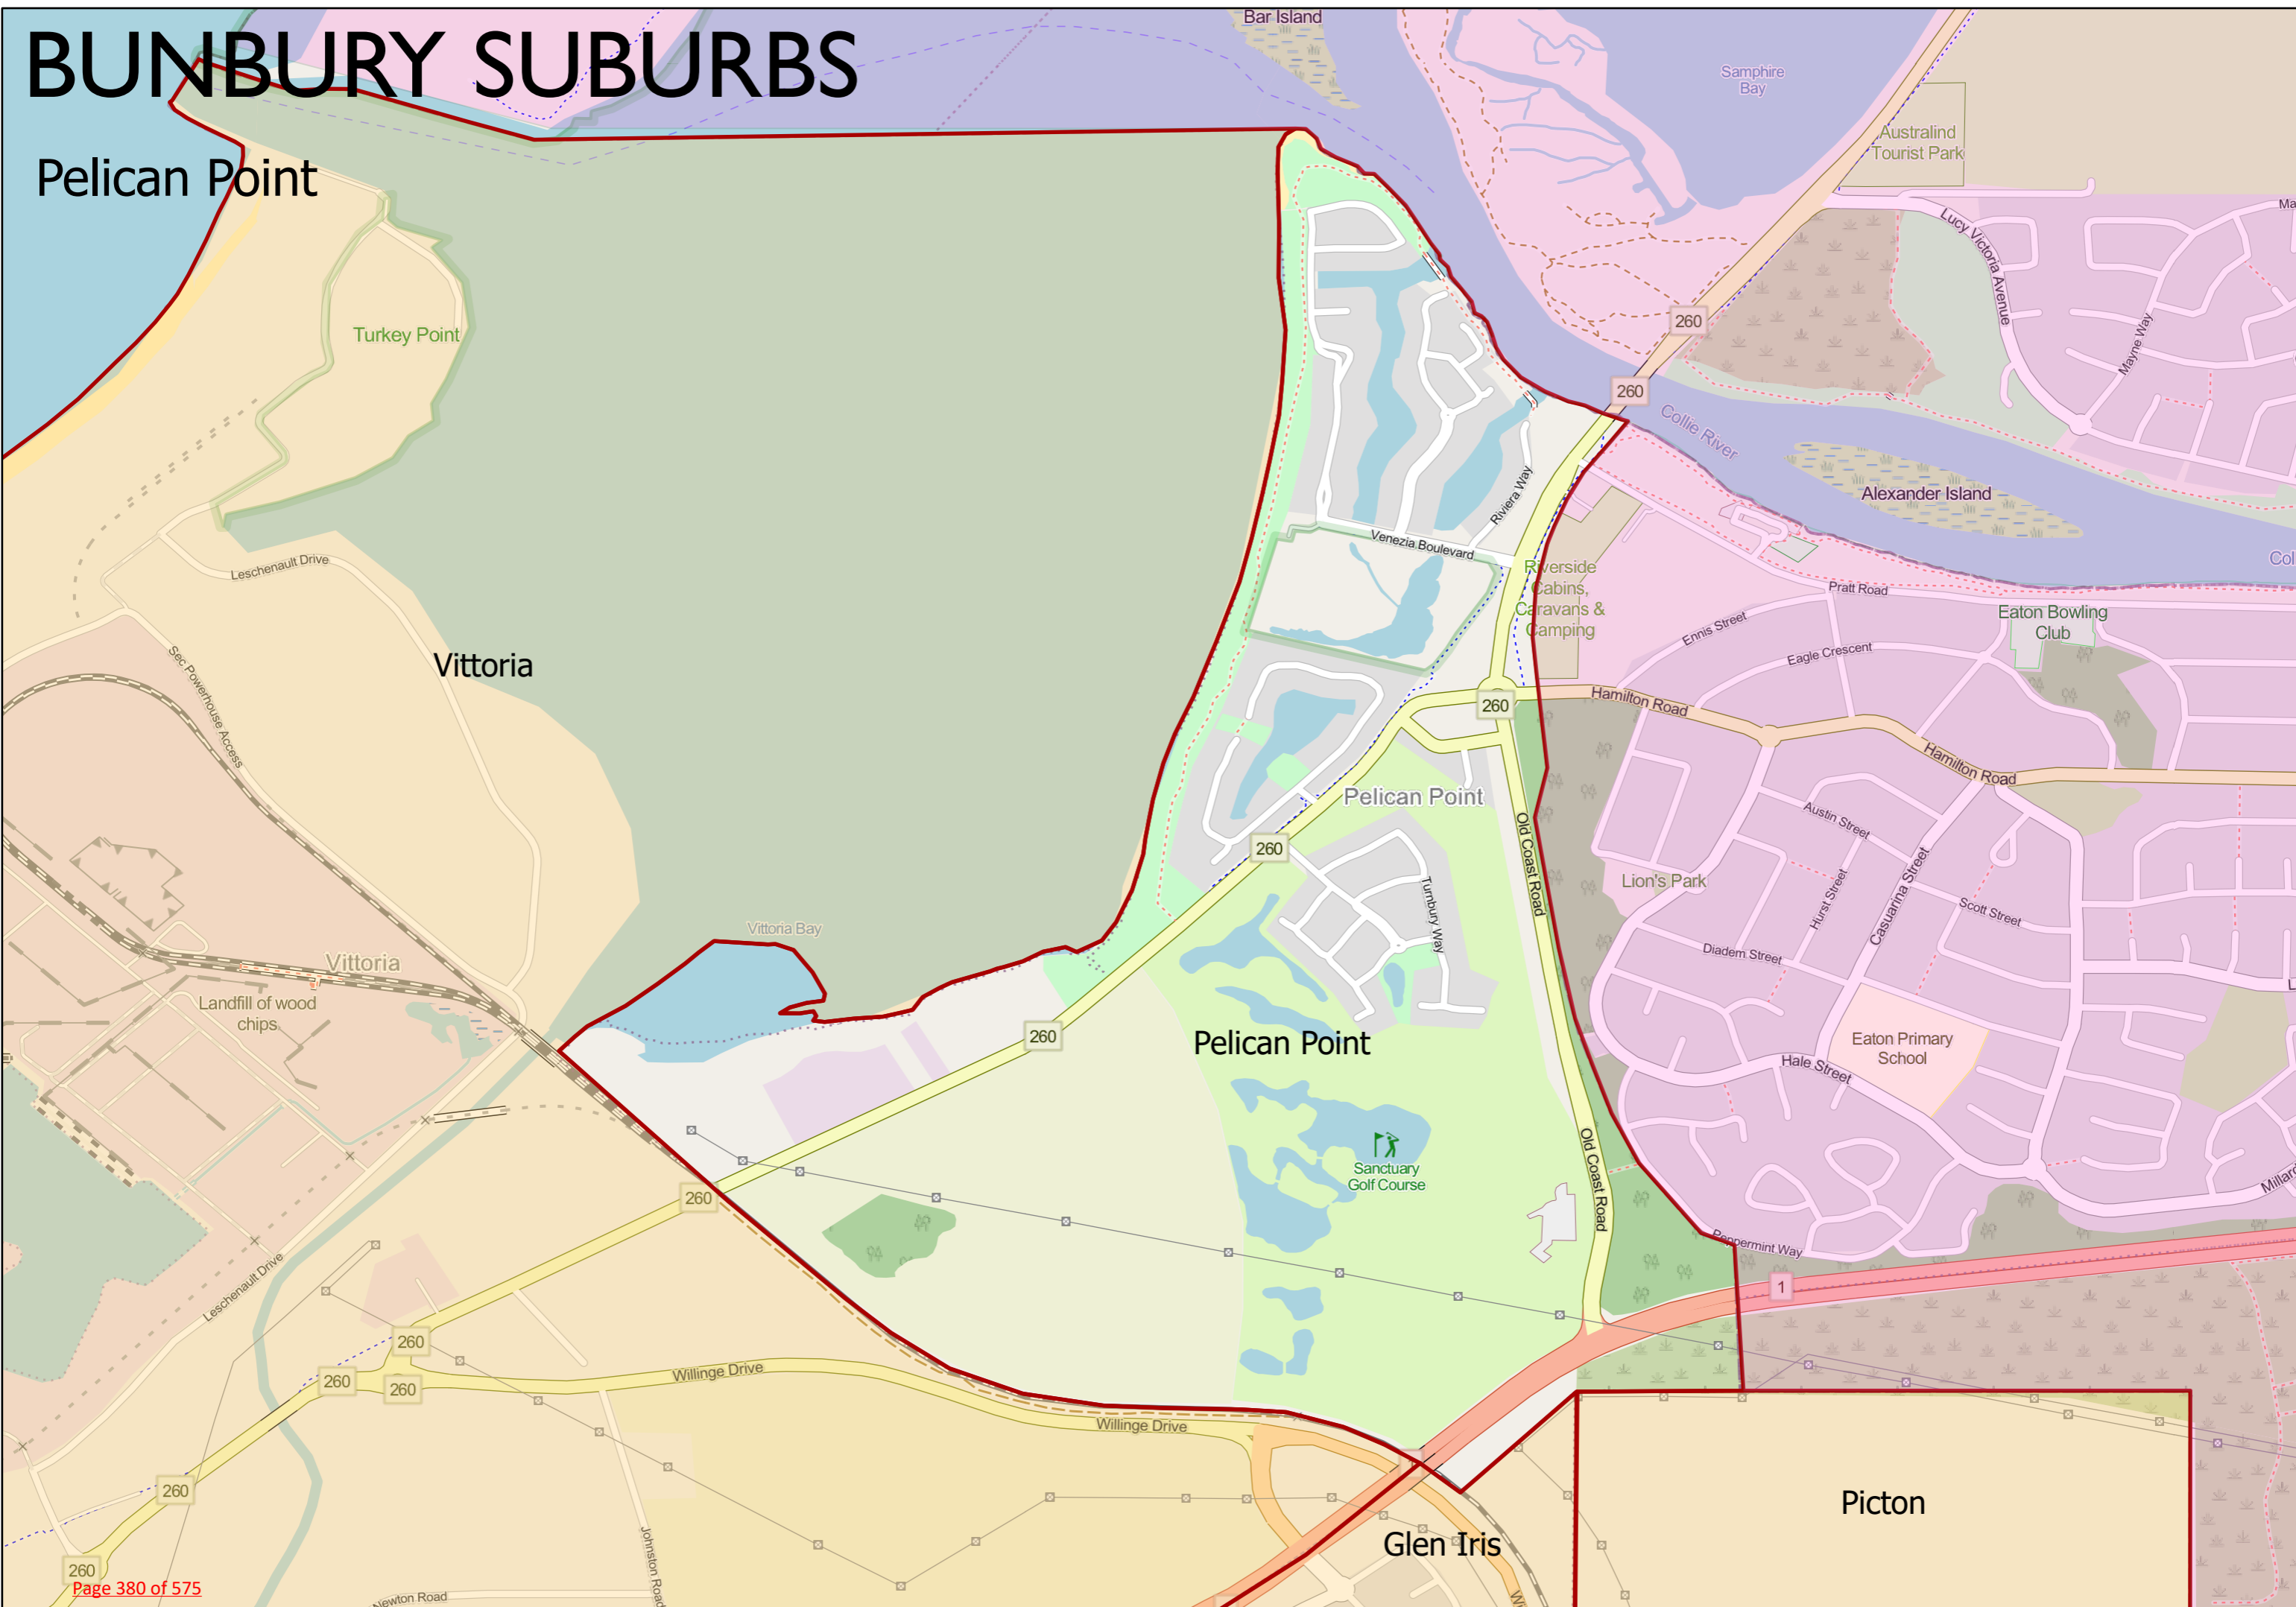 BUNBURY SUBURBS
Pelican Point
Bar Island
Samphire
Bay
Australind
Tourist Park
Lucy Victoria Avenue
Mayne Way
Turkey Point
260
260
Collie River
Alexander Island
Riviera Way
Venezia Boulevard
Leschenault Drive
Riverside
Cabins,
Caravans &
Camping
Pratt Road
Ennis Street
Eaton Bowling
Club
Eagle Crescent
Vittoria
Sec Powerhouse Access
260
Hamilton Road
Hamilton Road
Pelican Point
Old Coast Road
Austin Street
260
Turnbury Way
Lion's Park
Hurst Street
Casuarina Street
Scott Street
Diadem Street
Vittoria Bay
Vittoria
Landfill of wood
chips
260
Pelican Point
Eaton Primary
School
Hale Street
Sanctuary
Golf Course
Old Coast Road
260
Peppermint Way
1
Leschenault Drive
260
260
260
Willinge Drive
Willinge Drive
260
Picton
Glen Iris
Johnston Road
260
Page 380 of 575
Newton Road